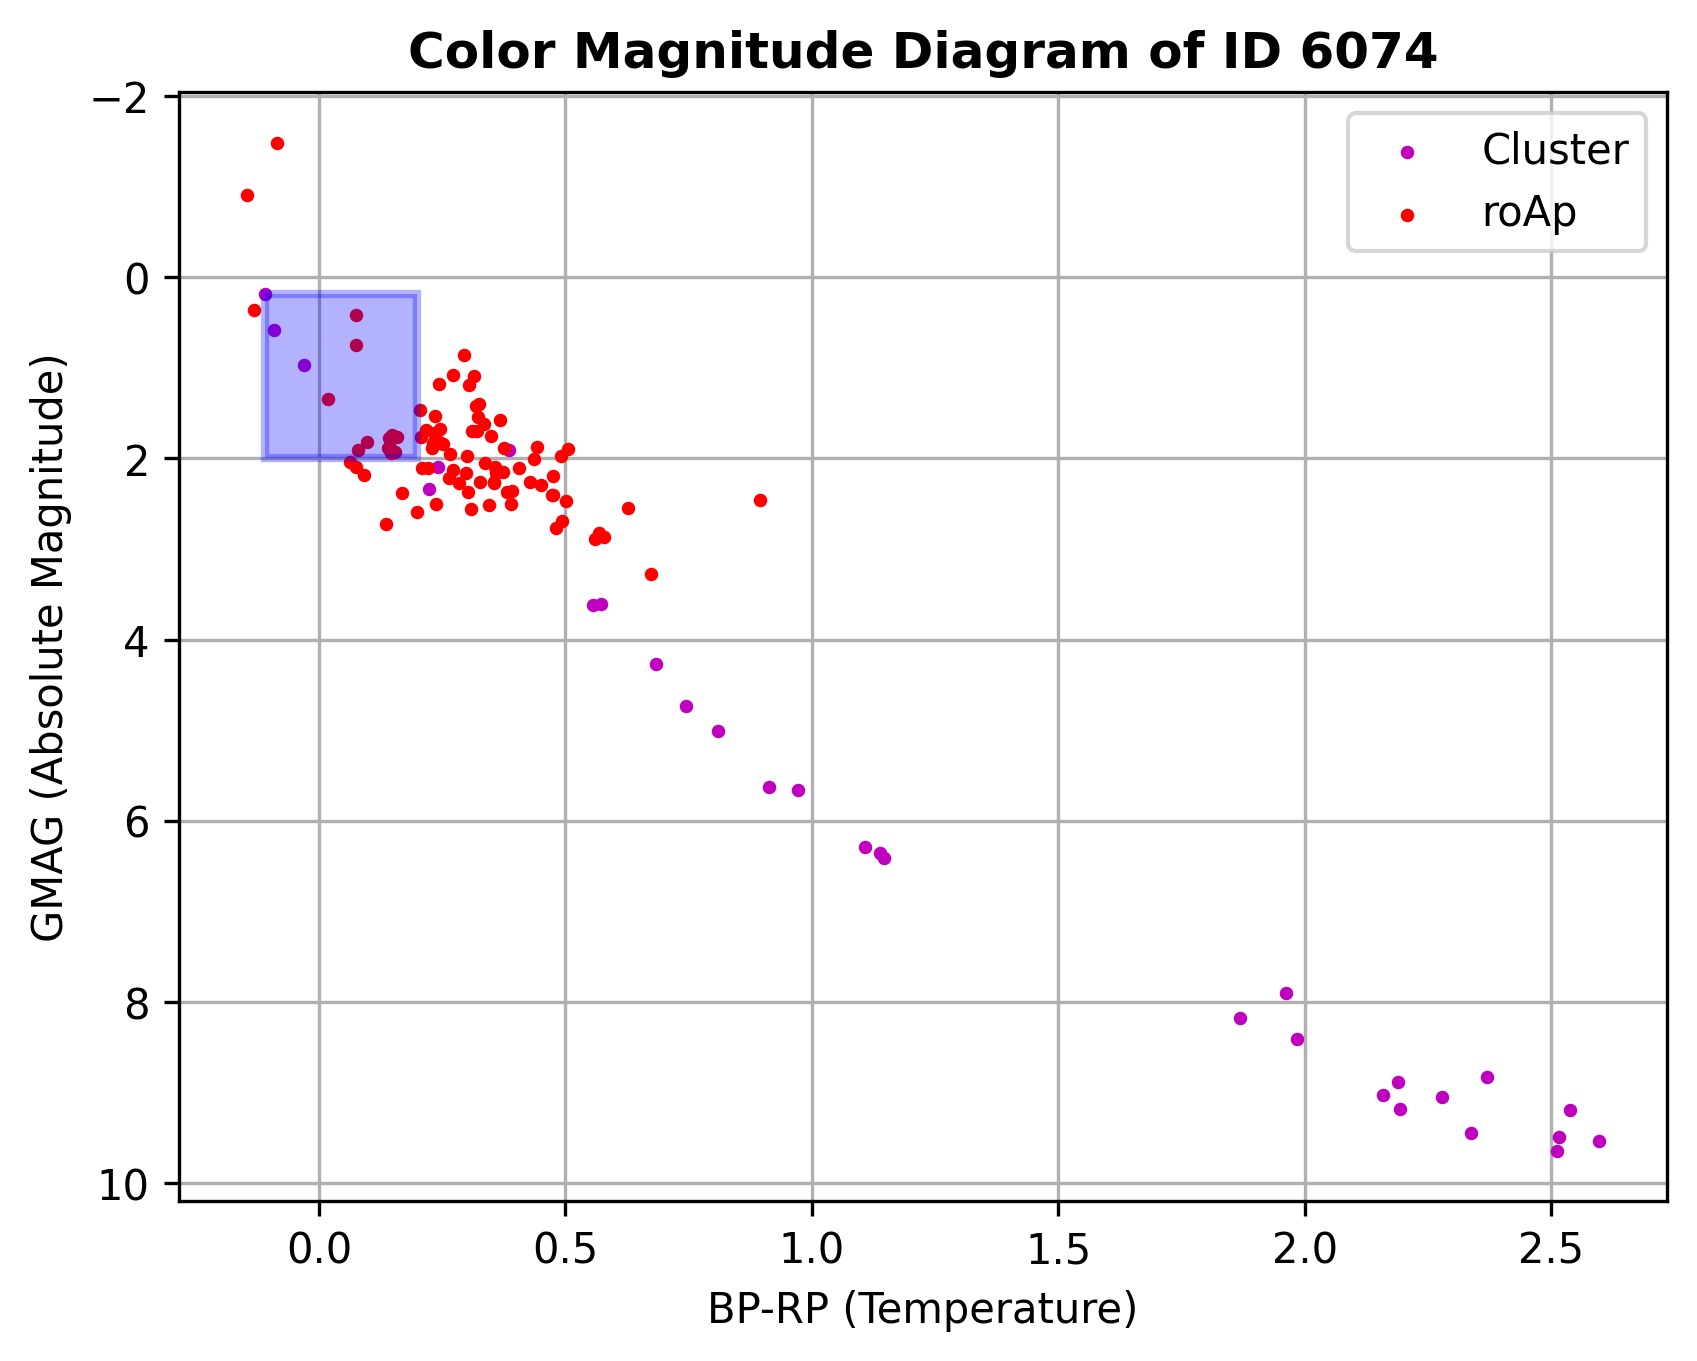 Color Magnitude Diagram of ID 6074
−2
0
2
4
6
8
10
GMAG (Absolute Magnitude)
Cluster
roAp
0.0 0.5 1.0 1.5 2.0 2.5
BP-RP (Temperature)